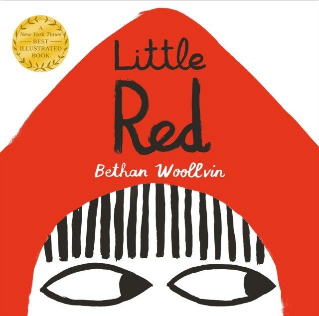 A
New York Times
BEST
ILLUSTRATED
BOOK
Little
Red
Bethan Woollvin